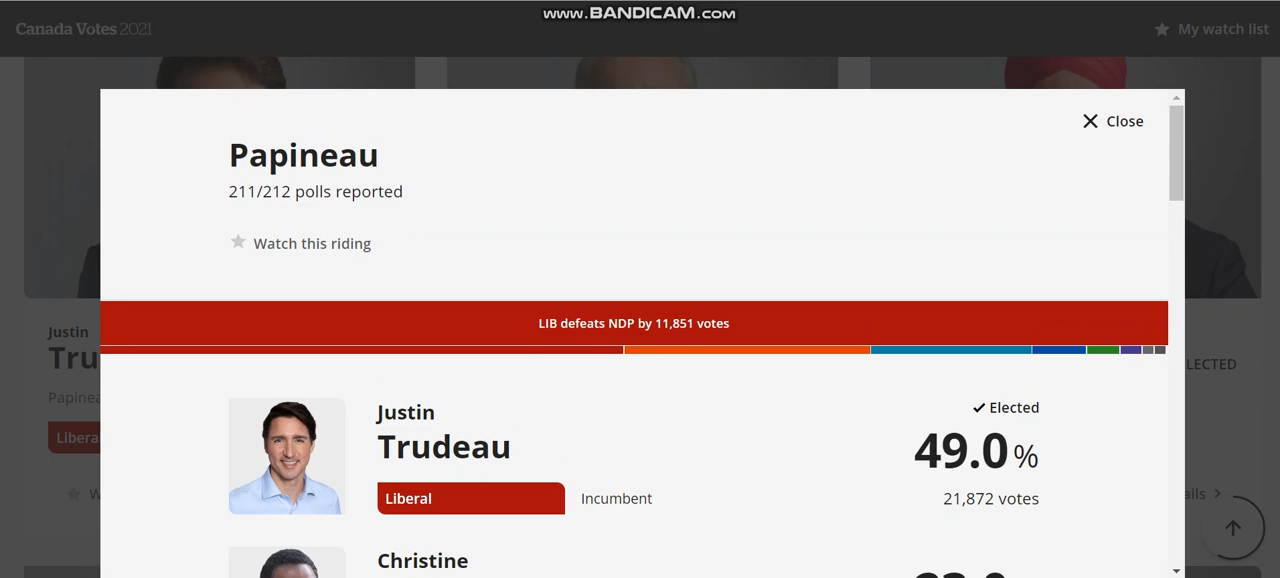 www.BANDICAM.com
Canada Votes 2021
My watch list
Close
Papineau
211/212 polls reported
Watch this riding
LIB defeats NDP by 11,851 votes
Justin
Tru
Papinea
Libera
W
LECTED
ails
Justin
Trudeau
Liberal
Incumbent
Elected
49.0%
21,872 votes
Christine